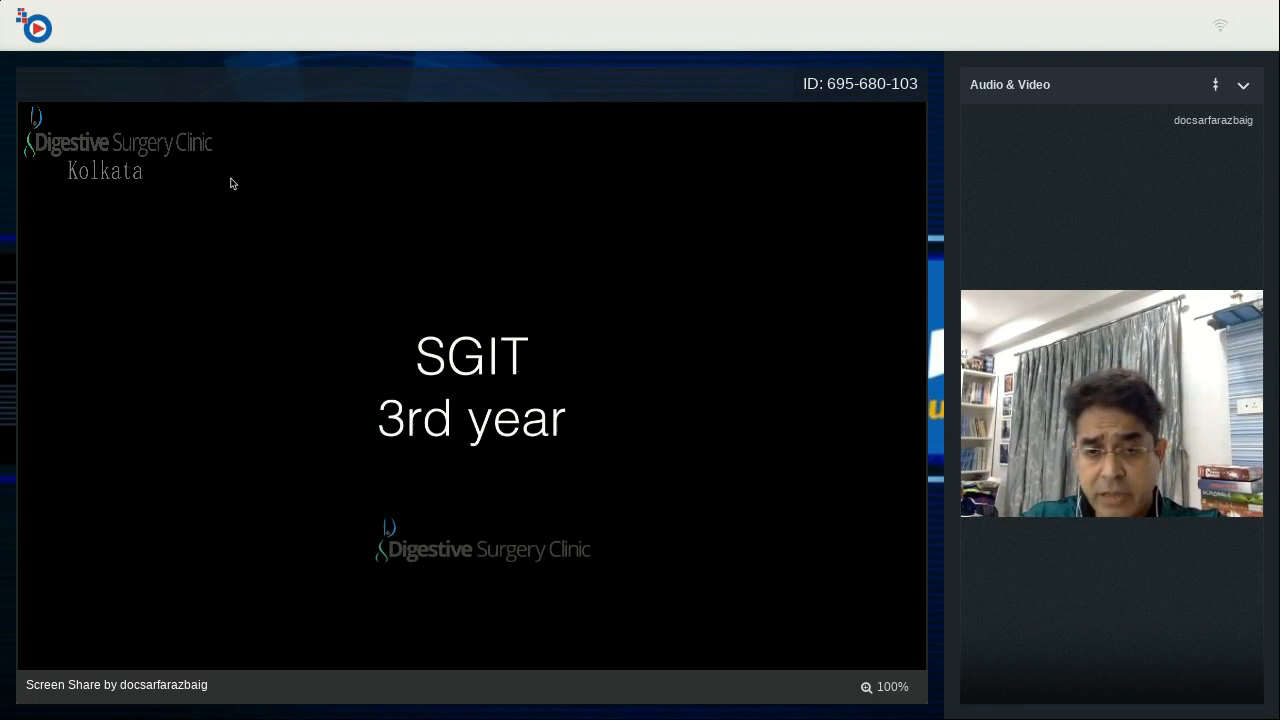 ID: 695-680-103
Audio & Video
docsarfarazbaig
Digestive Surgery Clinic
Kolkata
SGIT
3rd year
Digestive Surgery Clinic
SCRABBLE
Screen Share by docsarfarazbaig
100%